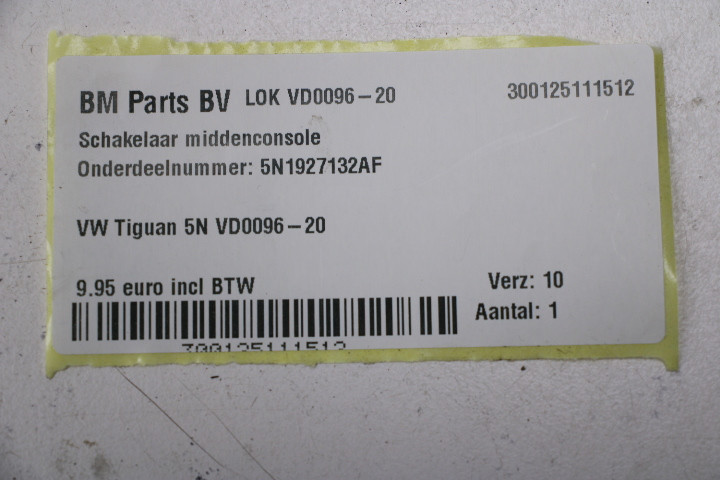 BM Parts BV LOK VD0096-20 300125111512
Schakelaar middenconsole
Onderdeelnummer: 5N1927132AF
VW Tiguan 5N VD0096-20
9.95 euro incl BTW Verz: 10
Aantal: 1
300125111512